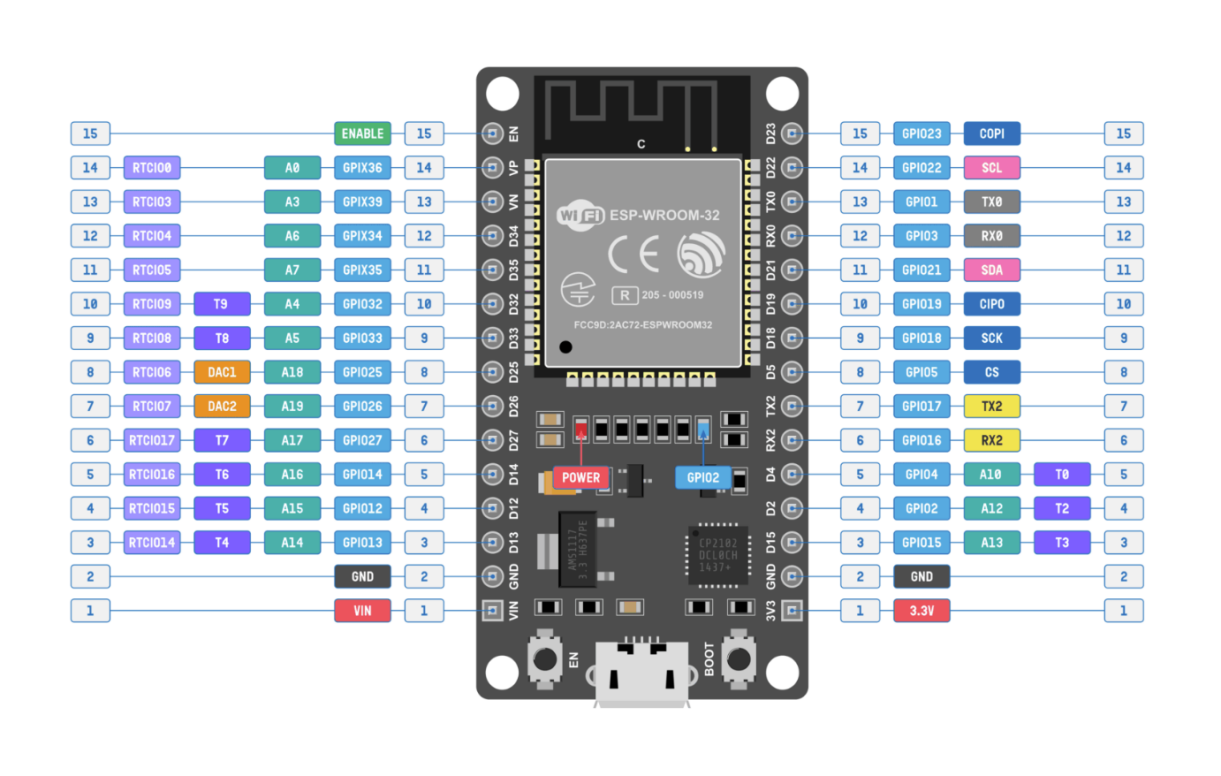 15 ENABLE 15 EN D23 15 GPIO23 COPI 15
C
14 RTCIO0 A0 GPIX36 14 VP D22 14 GPIO22 SCL 14
13 RTCIO3 A3 GPIX39 13 VN TX0 13 GPIO1 TX0 13
WiFi ESP-WROOM-32
12 RTCIO4 A6 GPIX34 12 D34 RX0 12 GPIO3 RX0 12
CE
11 RTCIO5 A7 GPIX35 11 D35 D21 11 GPIO21 SDA 11
R 205 - 000519
10 RTCIO9 T9 A4 GPIO32 10 D32 D19 10 GPIO19 CIPO 10
FCC9D:2AC72-ESPWROOM32
9 RTCIO8 T8 A5 GPIO33 9 D33 D18 9 GPIO18 SCK 9
8 RTCIO6 DAC1 A18 GPIO25 8 D25 D5 8 GPIO5 CS 8
7 RTCIO7 DAC2 A19 GPIO26 7 D26 TX2 7 GPIO17 TX2 7
6 RTCIO17 T7 A17 GPIO27 6 D27 RX2 6 GPIO16 RX2 6
5 RTCIO16 T6 A16 GPIO14 5 D14 D4 5 GPIO4 A10 T0 5
POWER GPIO2
4 RTCIO15 T5 A15 GPIO12 4 D12 D2 4 GPIO2 A12 T2 4
3 RTCIO14 T4 A14 GPIO13 3 D13 D15 3 GPIO15 A13 T3 3
AMS1117
3.3 H637PE
CP2102
DCL0CH
1437+
2 GND 2 GND GND 2 GND 2
1 VIN 1 VIN 3V3 1 3.3V 1
EN BOOT